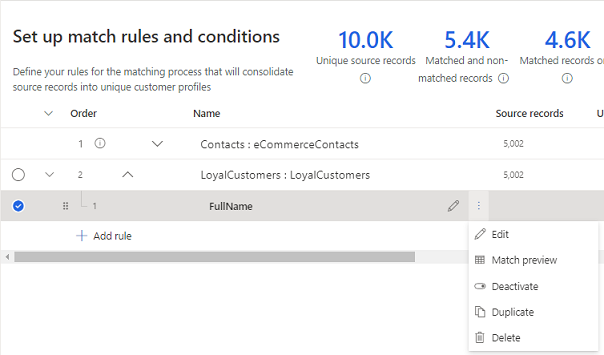 Set up match rules and conditions
Define your rules for the matching process that will consolidate
source records into unique customer profiles
10.0K
Unique source records
5.4K
Matched and non-
matched records
4.6K
Matched records
Order
Name
Source records
1
Contacts : eCommerceContacts
5,002
2
LoyalCustomers : LoyalCustomers
5,002
1
FullName
Add rule
Edit
Match preview
Deactivate
Duplicate
Delete